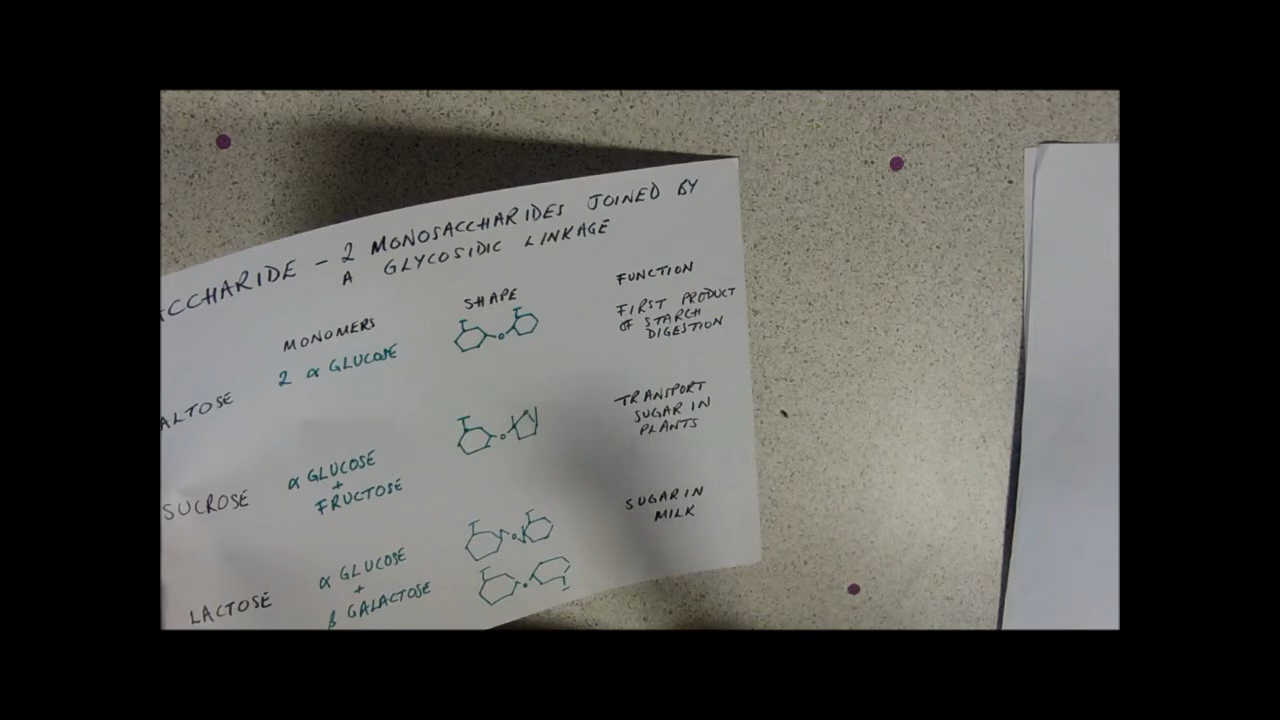 CCHARIDE - 2 MONOSACCHARIDES JOINED BY
A GLYCOSIDIC LINKAGE
MONOMERS SHAPE FUNCTION
ALTOSE 2 α GLUCOSE FIRST PRODUCT
OF STARCH
DIGESTION
SUCROSE α GLUCOSE
+
FRUCTOSE
TRANSPORT
SUGAR IN
PLANTS
LACTOSE α GLUCOSE
+
β GALACTOSE
SUGAR IN
MILK